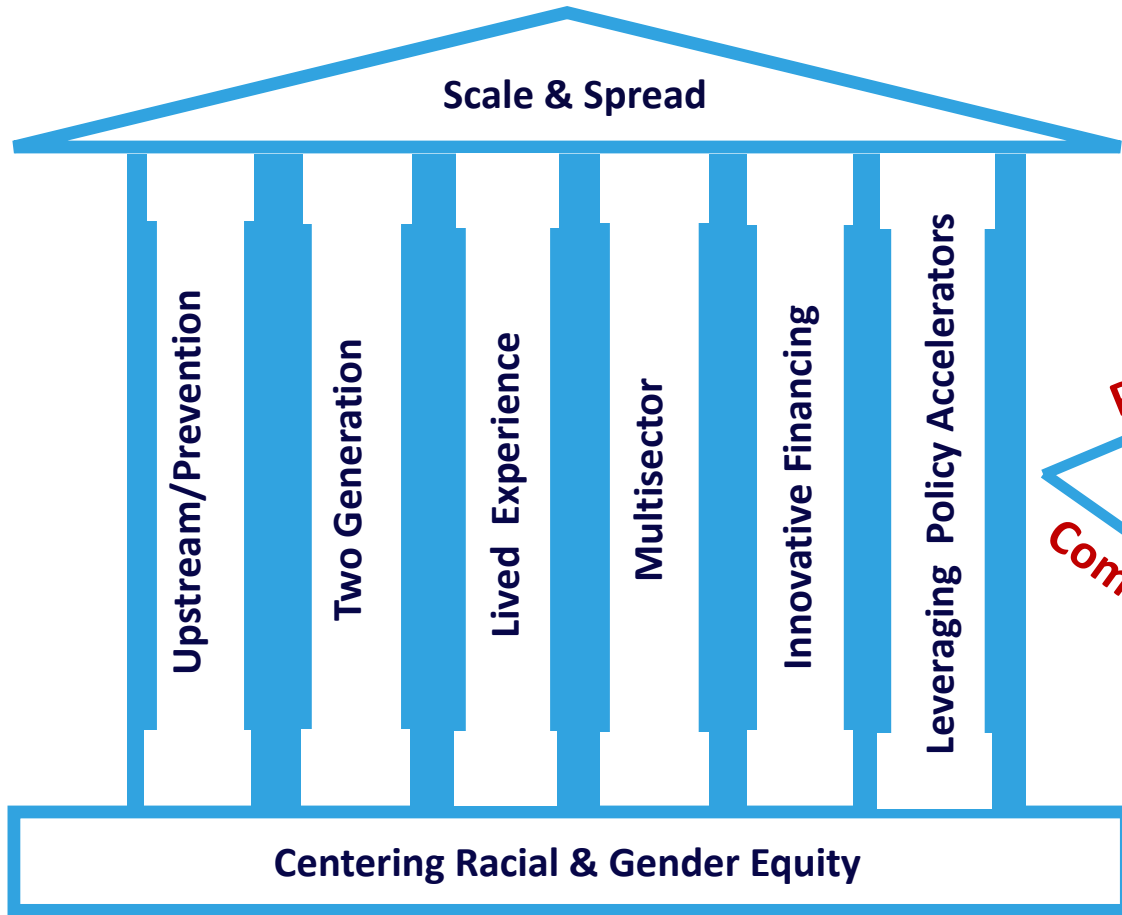 Scale & Spread
Upstream/Prevention
Two Generation
Lived Experience
Multisector
Innovative Financing
Leveraging Policy Accelerators
Centering Racial & Gender Equity